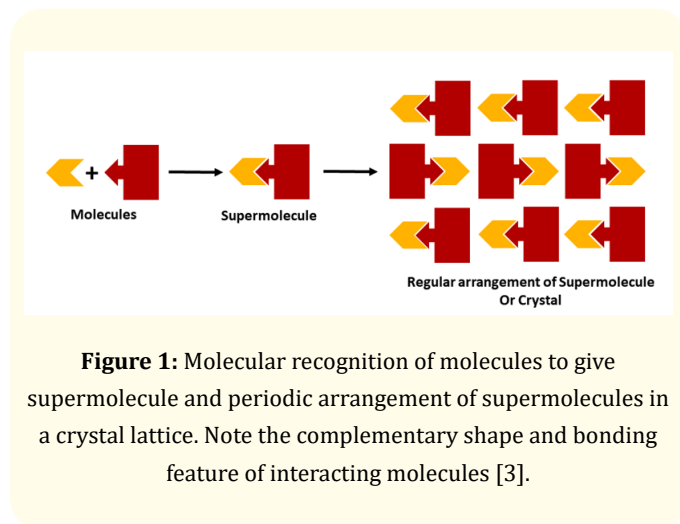 +
Molecules
Supermolecule
Regular arrangement of Supermolecule
Or Crystal
Figure 1: Molecular recognition of molecules to give
supermolecule and periodic arrangement of supermolecules in
a crystal lattice. Note the complementary shape and bonding
feature of interacting molecules [3].